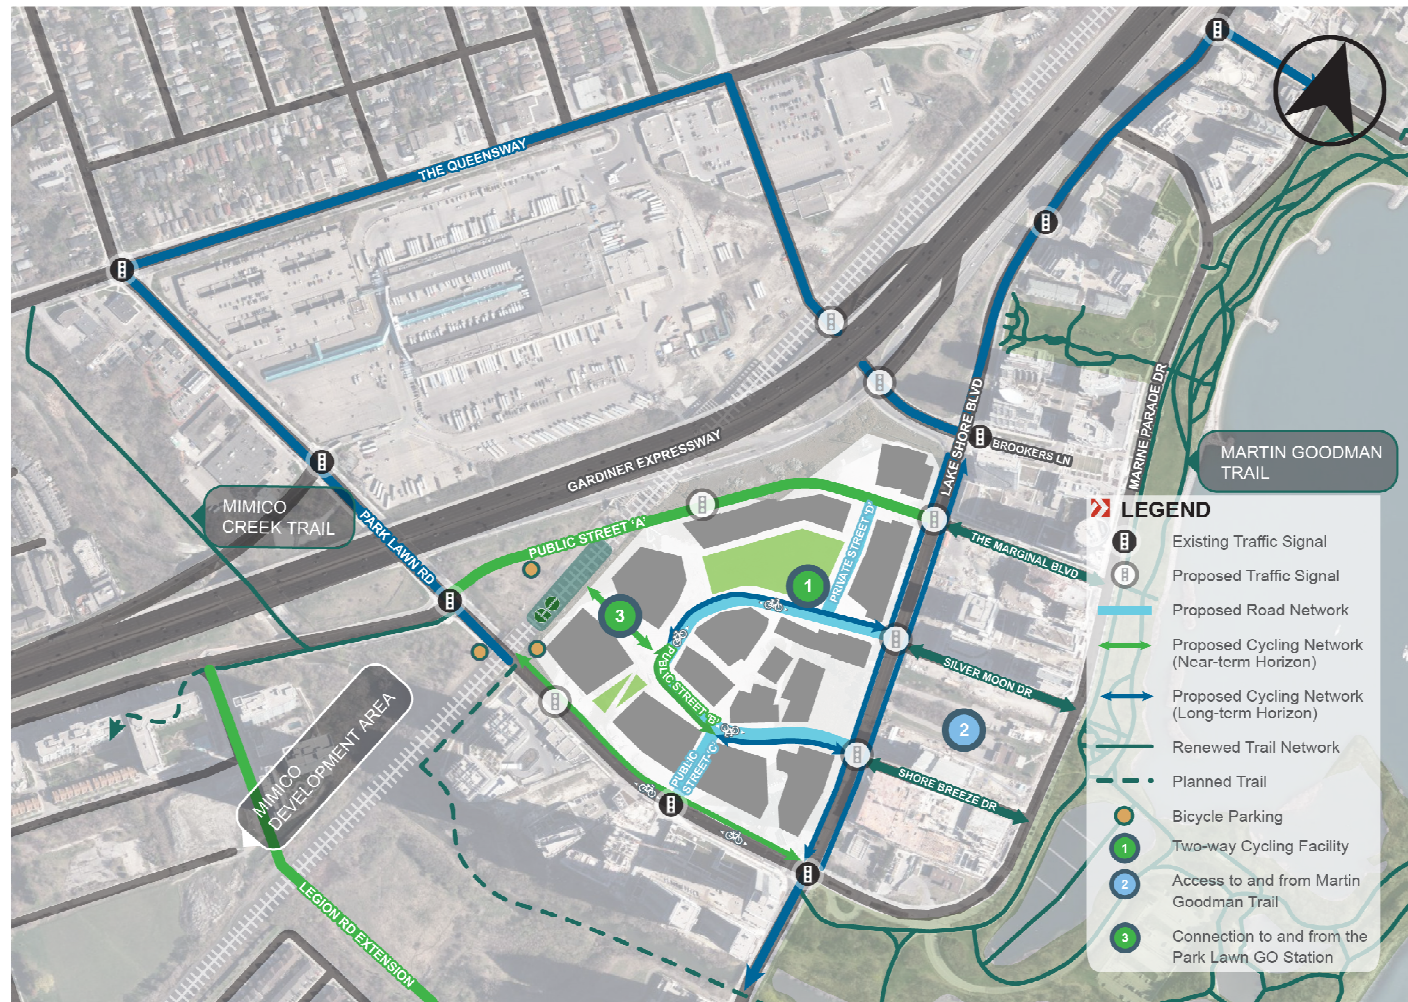 THE QUEENSWAY
GARDINER EXPRESSWAY
LAKE SHORE BLVD
BROOKERS LN
MARINE PARADE DR
MARTIN GOODMAN
TRAIL
MIMICO
CREEK TRAIL
PARK LAWN RD
PUBLIC STREET 'A'
PRIVATE STREET 'D'
THE MARGINAL BLVD
1
3
PUBLIC STREET 'B'
SILVER MOON DR
2
PUBLIC
STREET 'C'
SHORE BREEZE DR
MIMICO
DEVELOPMENT AREA
LEGION RD EXTENSION
LEGEND
Existing Traffic Signal
Proposed Traffic Signal
Proposed Road Network
Proposed Cycling Network
(Near-term Horizon)
Proposed Cycling Network
(Long-term Horizon)
Renewed Trail Network
Planned Trail
Bicycle Parking
1 Two-way Cycling Facility
2 Access to and from Martin
Goodman Trail
3 Connection to and from the
Park Lawn GO Station